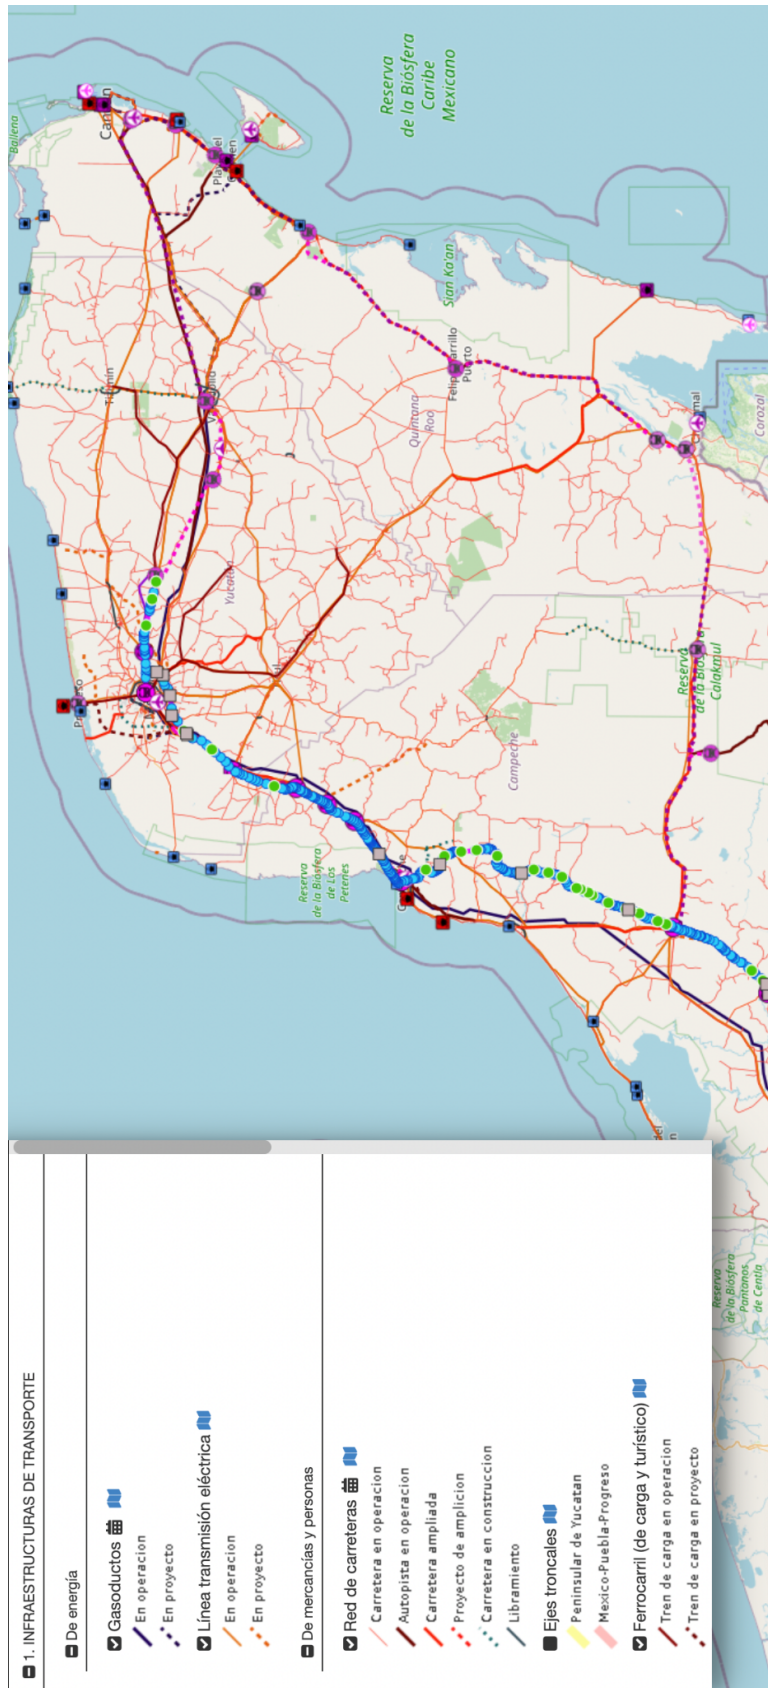 1. INFRAESTRUCTURAS DE TRANSPORTE
De energía
Gasoductos
En operacion
En proyecto
Línea transmisión eléctrica
En operacion
En proyecto
De mercancías y personas
Red de carreteras
Carretera en operacion
Autopista en operacion
Carretera ampliada
Proyecto de amplicion
Carretera en construccion
Libramiento
Ejes troncales
Peninsular de Yucatan
Mexico-Puebla-Progreso
Ferrocarril (de carga y turístico)
Tren de carga en operacion
Tren de carga en proyecto
Reserva
de la Biósfera
Caribe
Mexicano
Ballena
Sian Ka'an
Puerto
Quintana
Roo
Yucatán
Campeche
Reserva
de la Biósfera
de Los
Petenes
Reserva
de la Biósfera
Calakmul
Corozal
Reserva
de la Biósfera
Pantanos
de Centla